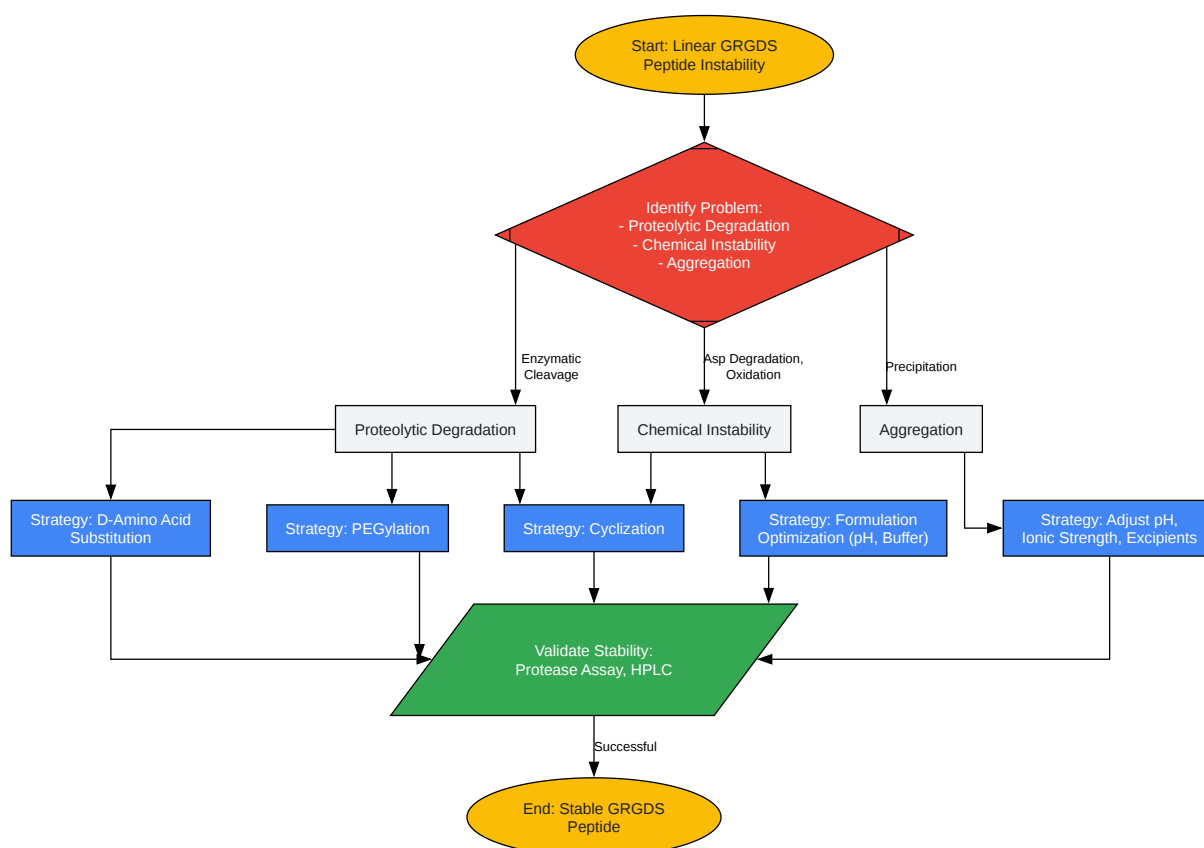 Start: Linear GRGDS
Peptide Instability
Identify Problem:
- Proteolytic Degradation
- Chemical Instability
- Aggregation
Enzymatic
Cleavage
Asp Degradation,
Oxidation
Precipitation
Proteolytic Degradation
Chemical Instability
Aggregation
Strategy: D-Amino Acid
Substitution
Strategy: PEGylation
Strategy: Cyclization
Strategy: Formulation
Optimization (pH, Buffer)
Strategy: Adjust pH,
Ionic Strength, Excipients
Validate Stability:
Protease Assay, HPLC
Successful
End: Stable GRGDS
Peptide